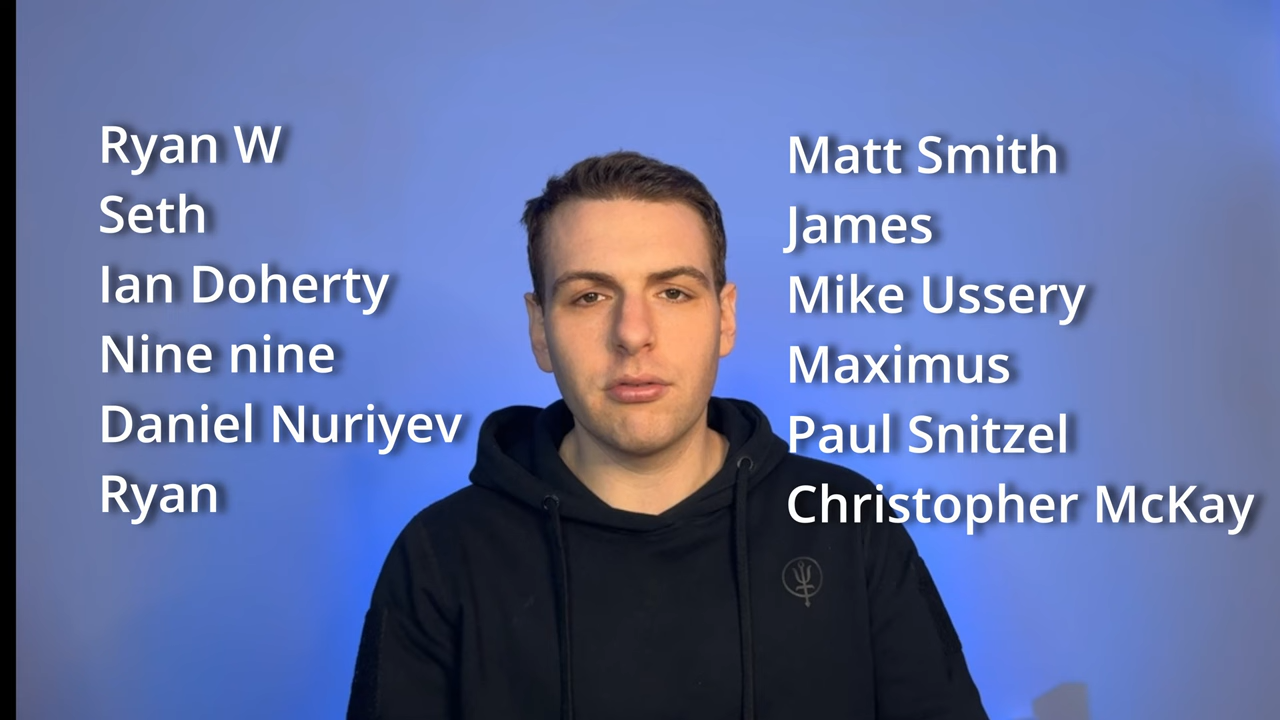 Ryan W
Seth
Ian Doherty
Nine nine
Daniel Nuriyev
Ryan
Matt Smith
James
Mike Ussery
Maximus
Paul Snitzel
Christopher McKay